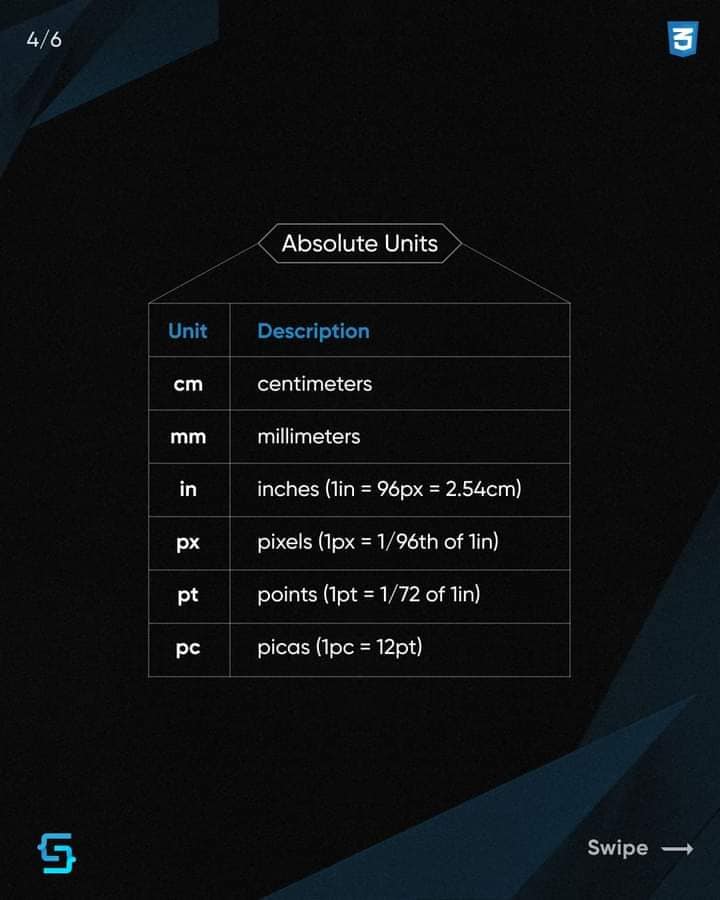 4/6
3
Absolute Units
Unit Description
cm centimeters
mm millimeters
in inches (1in = 96px = 2.54cm)
px pixels (1px = 1/96th of 1in)
pt points (1pt = 1/72 of 1in)
pc picas (1pc = 12pt)
Swipe